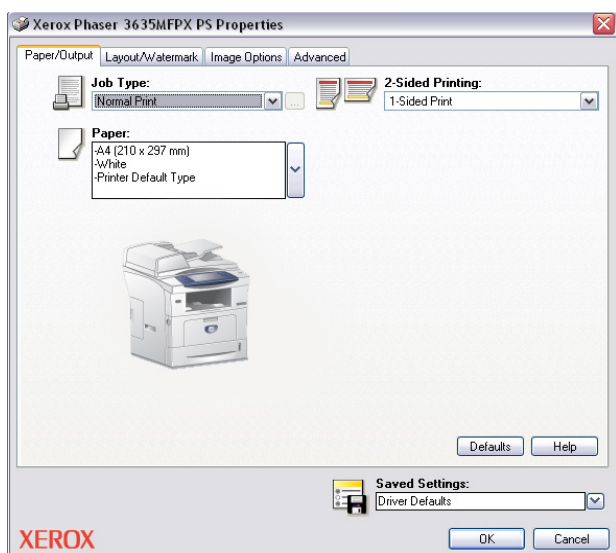 Xerox Phaser 3635MFPX PS Properties
Paper/Output Layout/Watermark Image Options Advanced
Job Type:
Normal Print
...
2-Sided Printing:
1-Sided Print
Paper:
-A4 (210 x 297 mm)
-White
-Printer Default Type
Defaults Help
Saved Settings:
Driver Defaults
XEROX
OK Cancel